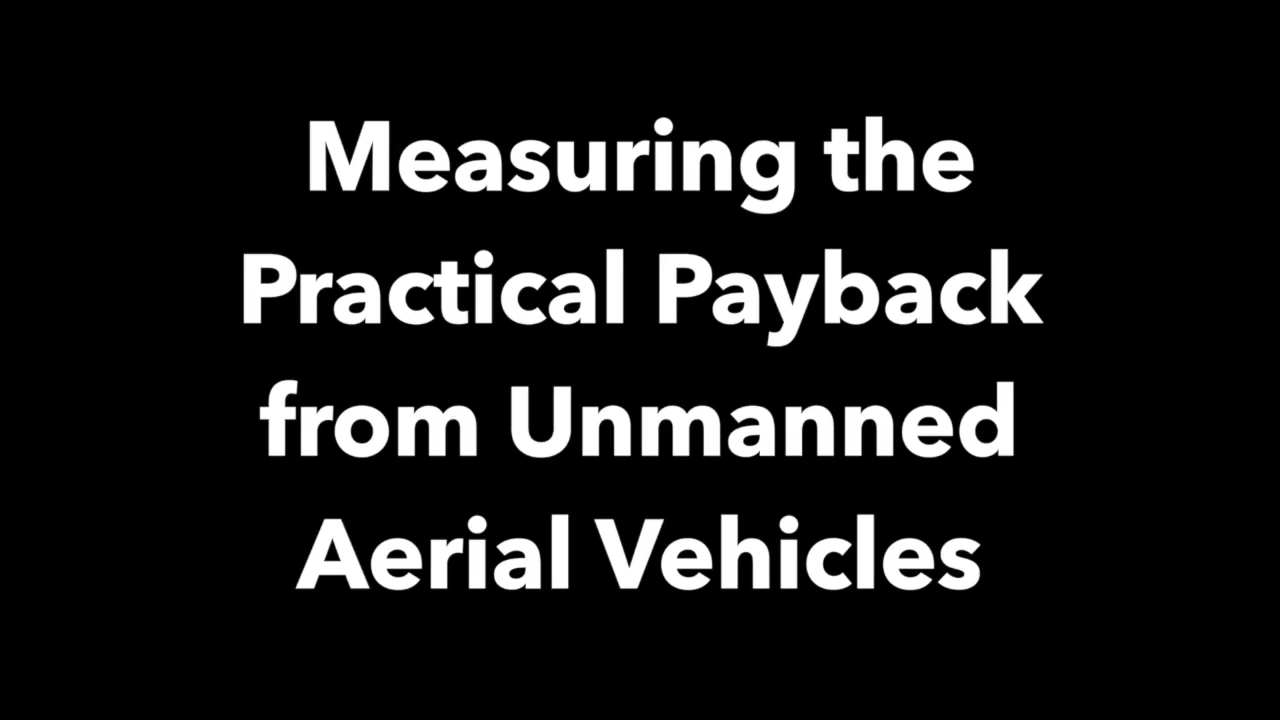 Measuring the
Practical Payback
from Unmanned
Aerial Vehicles